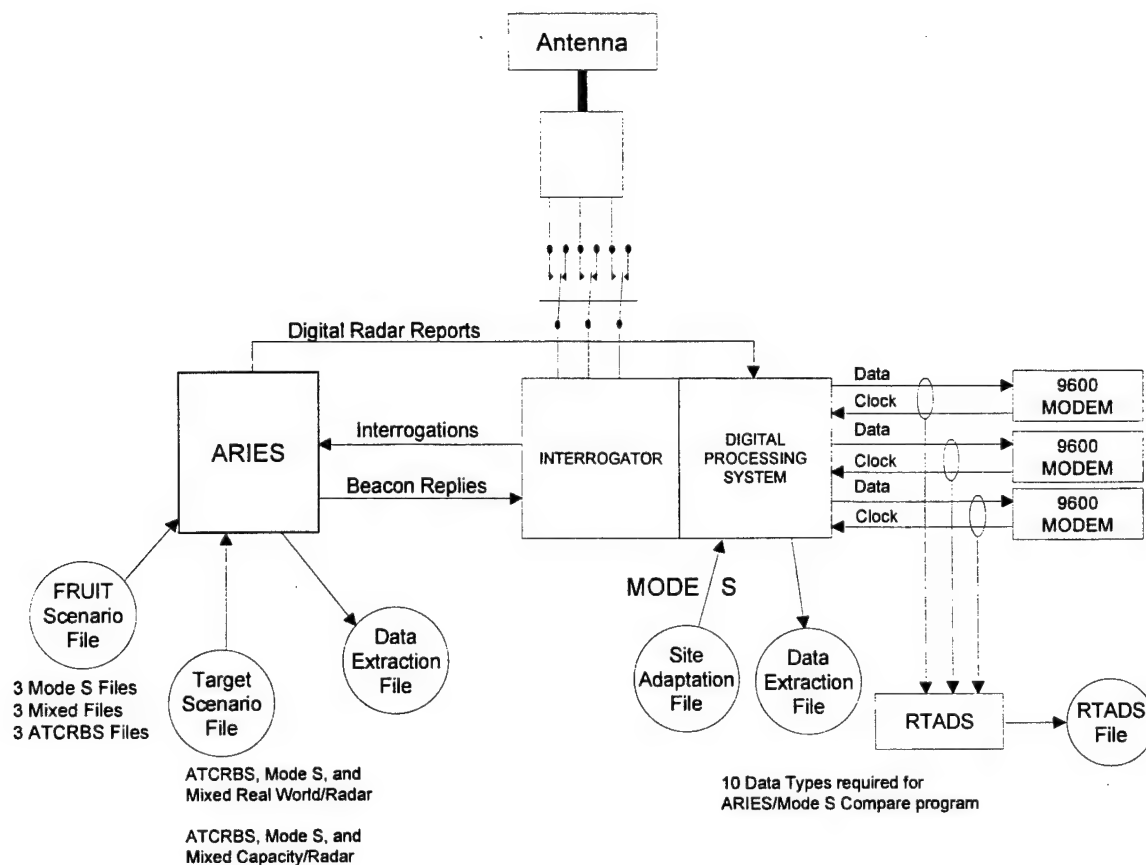 Antenna
Digital Radar Reports
ARIES
Interrogations
Beacon Replies
INTERROGATOR
DIGITAL
PROCESSING
SYSTEM
Data
Clock
Data
Clock
Data
Clock
9600
MODEM
9600
MODEM
9600
MODEM
MODE S
FRUIT
Scenario
File
3 Mode S Files
3 Mixed Files
3 ATCRBS Files
Target
Scenario
File
Data
Extraction
File
Site
Adaptation
File
Data
Extraction
File
RTADS
RTADS
File
ATCRBS, Mode S, and
Mixed Real World/Radar
ATCRBS, Mode S, and
Mixed Capacity/Radar
10 Data Types required for
ARIES/Mode S Compare program